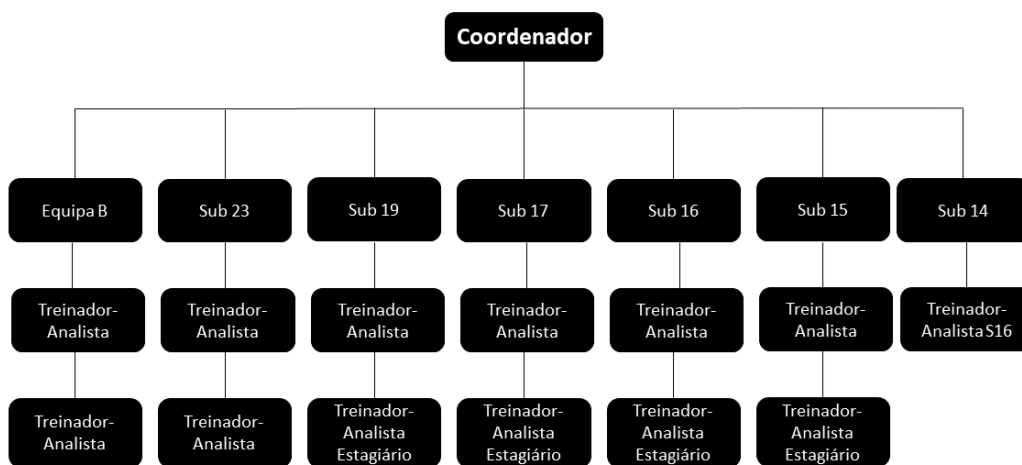 Coordenador
Equipa B
Sub 23
Sub 19
Sub 17
Sub 16
Sub 15
Sub 14
Treinador-
Analista
Treinador-
Analista
Treinador-
Analista
Treinador-
Analista
Treinador-
Analista
Treinador-
Analista
Treinador-
Analista S16
Treinador-
Analista
Treinador-
Analista
Treinador-
Analista
Estagiário
Treinador-
Analista
Estagiário
Treinador-
Analista
Estagiário
Treinador-
Analista
Estagiário